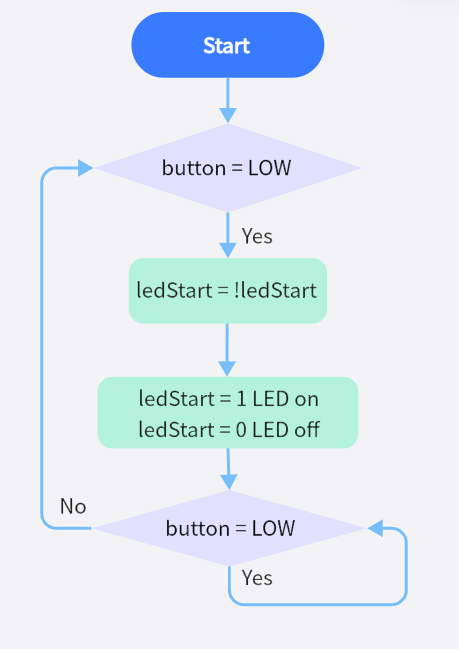 Start
button = LOW
Yes
ledStart = !ledStart
ledStart = 1 LED on
ledStart = 0 LED off
No
button = LOW
Yes